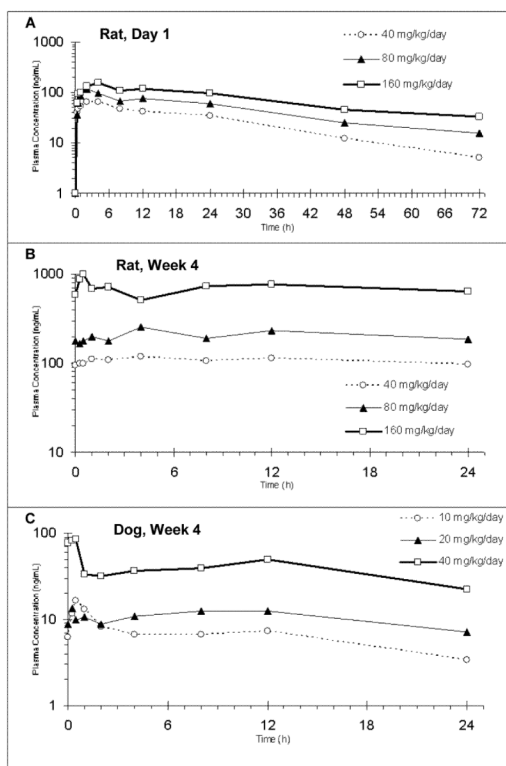 A
Rat, Day 1
40 mg/kg/day
80 mg/kg/day
160 mg/kg/day
Plasma Concentration (ng/mL)
1000
100
10
1
0 6 12 18 24 30 36 42 48 54 60 66 72
Time (h)
B
Rat, Week 4
Plasma Concentration (ng/mL)
1000
100
10
40 mg/kg/day
80 mg/kg/day
160 mg/kg/day
0 6 12 18 24
Time (h)
C
Dog, Week 4
10 mg/kg/day
20 mg/kg/day
40 mg/kg/day
Plasma Concentration (ng/mL)
100
10
1
0 6 12 18 24
Time (h)